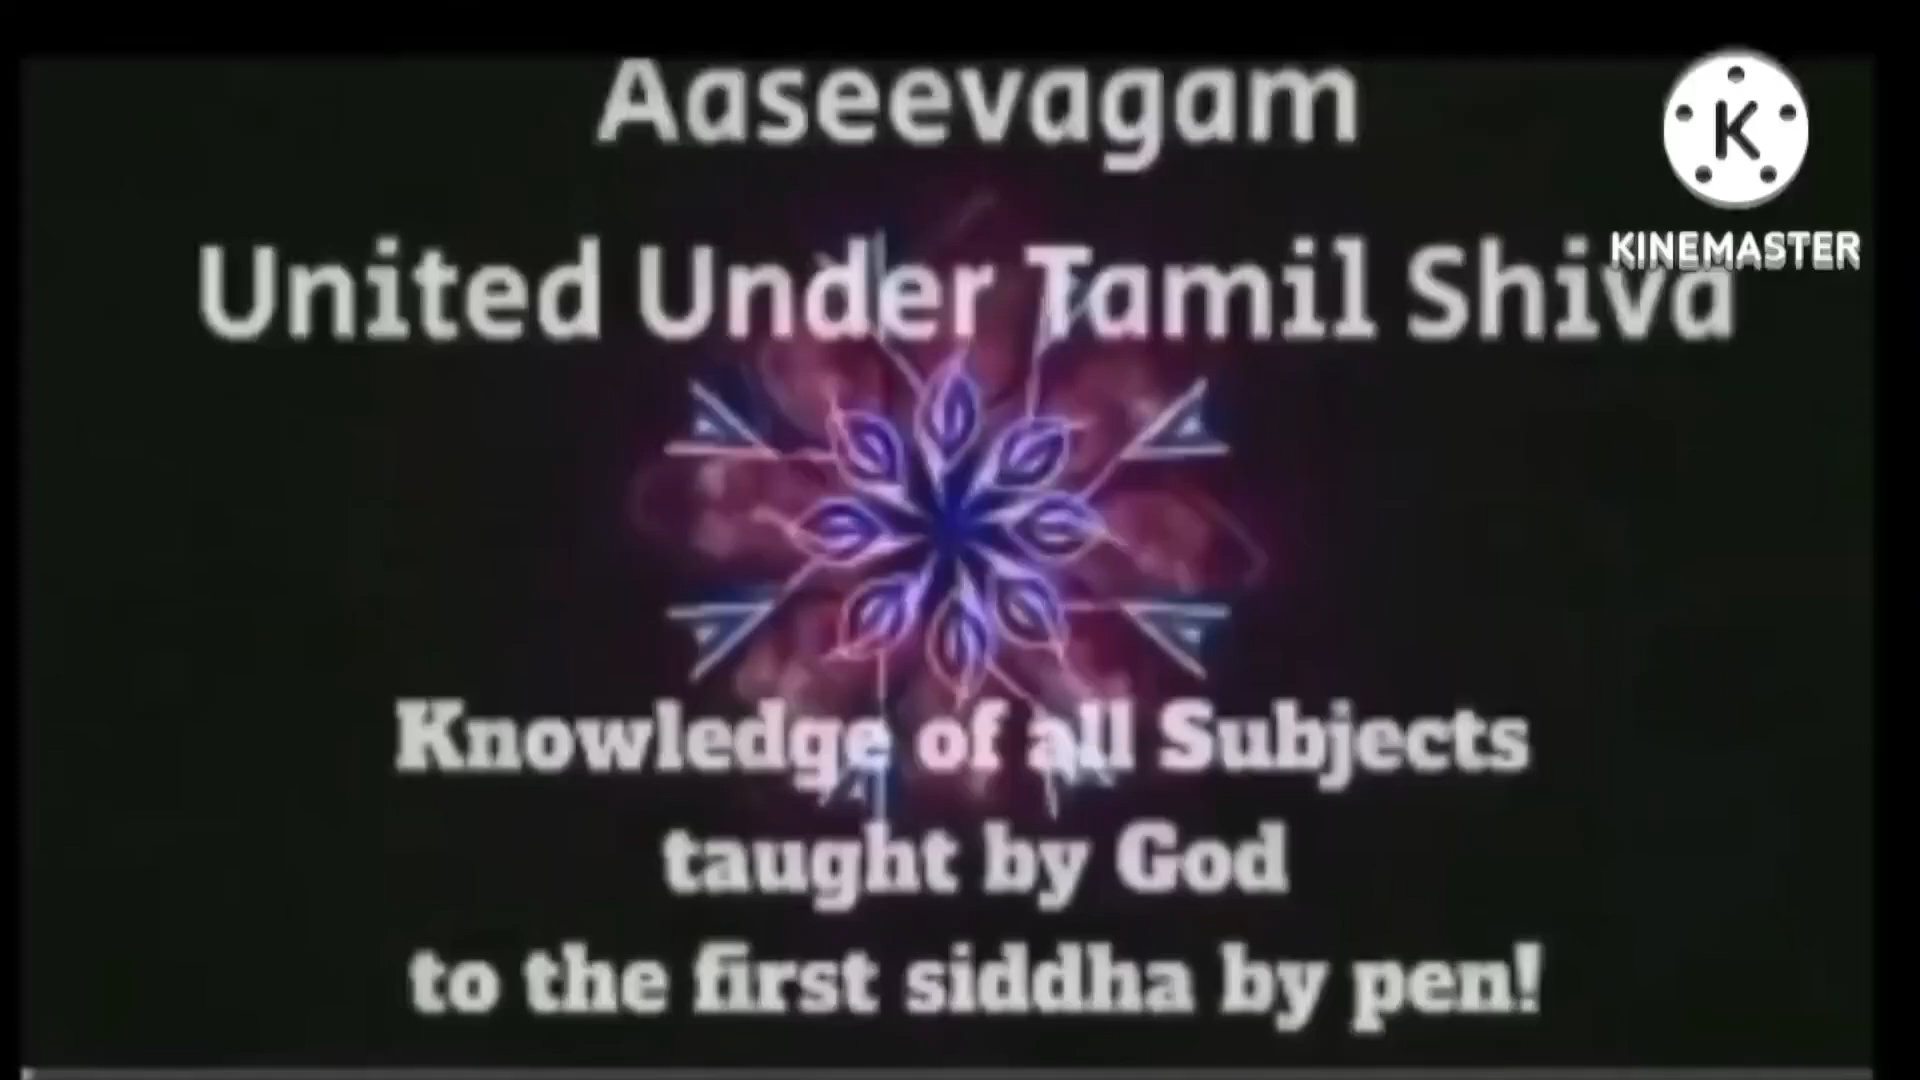 Aaseevagam
K
KINEMASTER
United Under Tamil Shiva
Knowledge of all Subjects
taught by God
to the first siddha by pen!